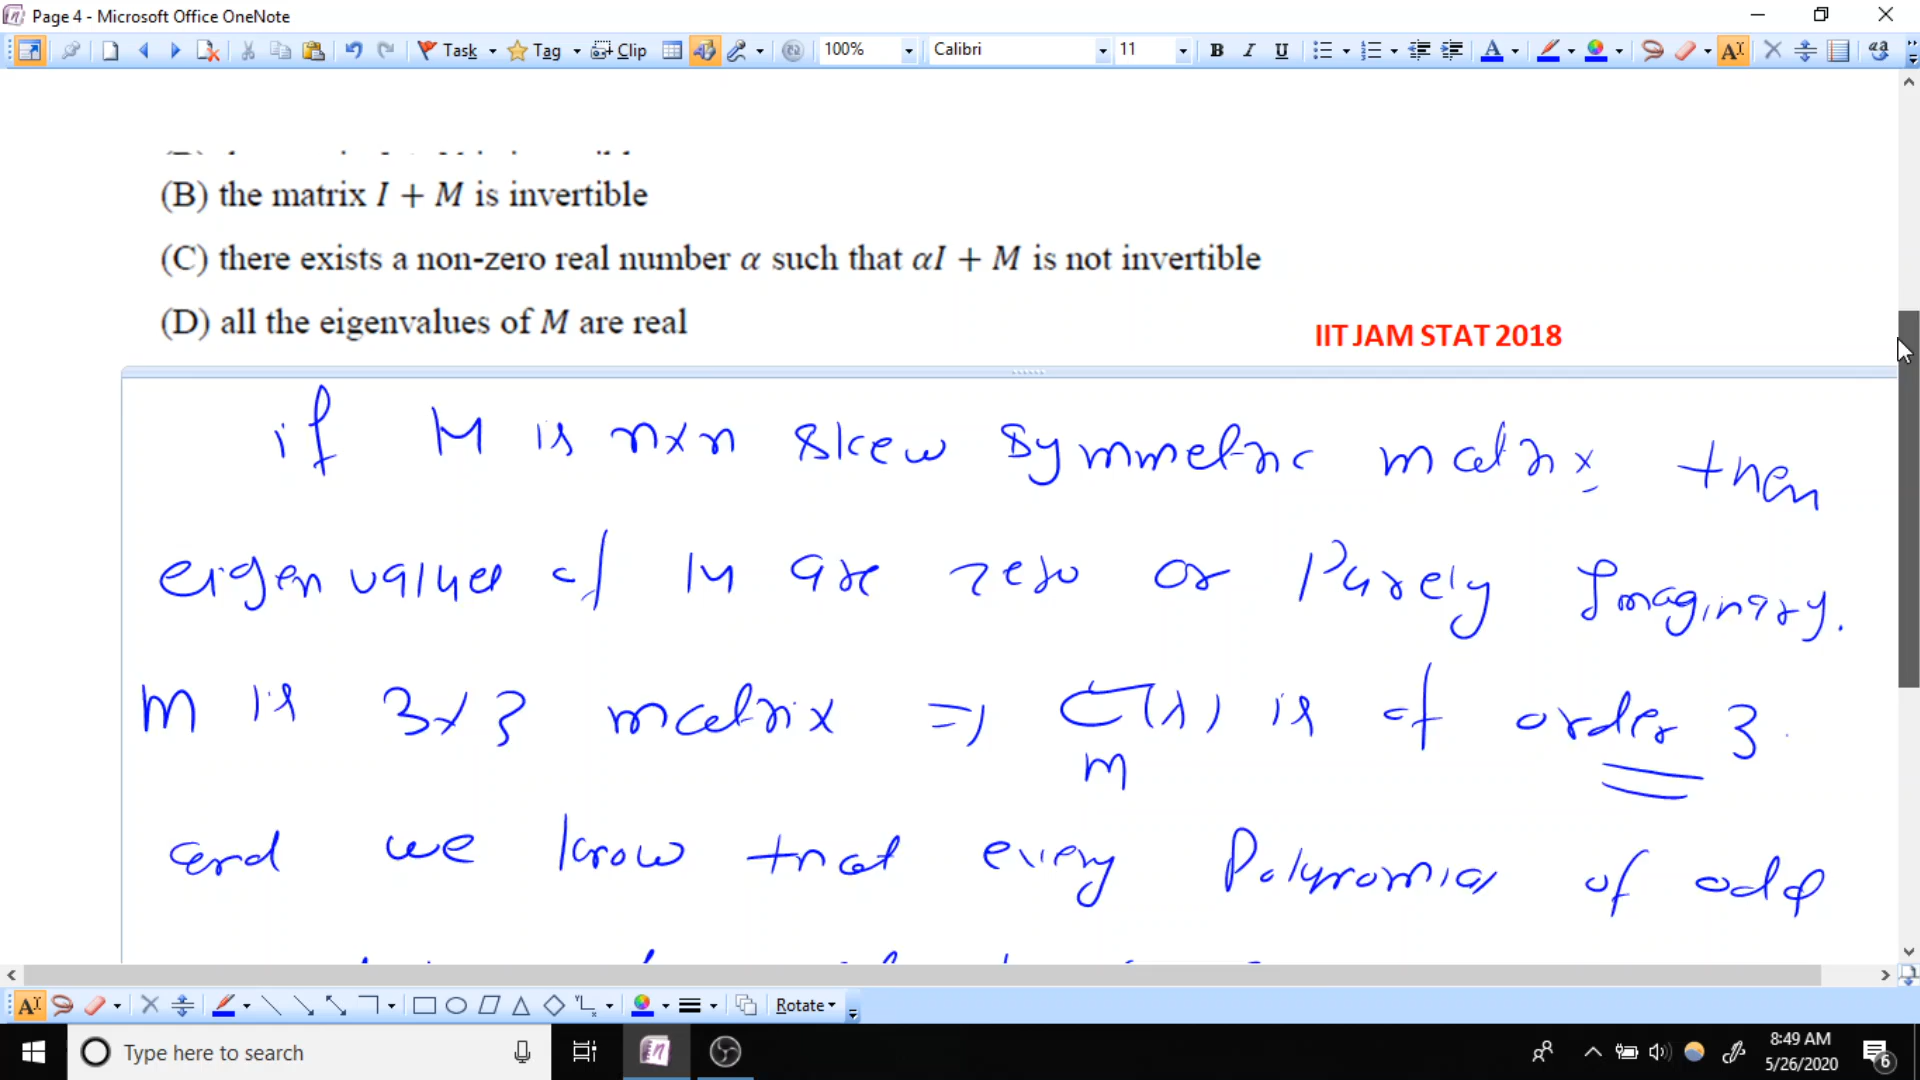 Page 4 - Microsoft Office OneNote
Task Tag Clip 100% Calibri 11 B I U
(B) the matrix I + M is invertible
(C) there exists a non-zero real number α such that αI + M is not invertible
(D) all the eigenvalues of M are real
IIT JAM STAT 2018
if M is n×n skew symmetric matrix, then
eigen values of M are zero or Purely Imaginary.
M is 3×3 matrix ⇒ C_M(λ) is of order 3.
and we know that every Polynomial of odd
Rotate
Type here to search
8:49 AM
5/26/2020
6